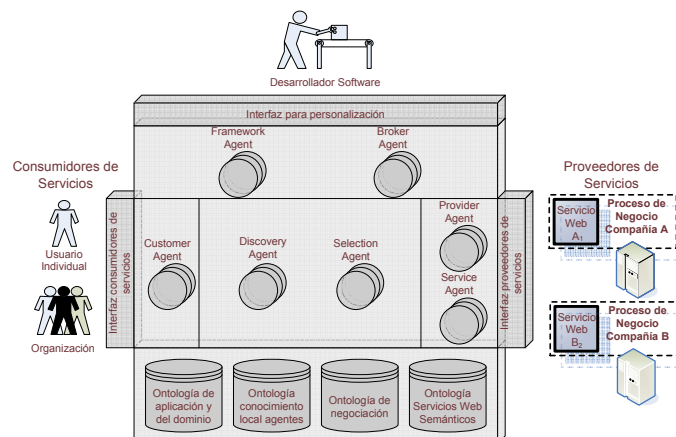 Desarrollador Software
Interfaz para personalización
Framework
Agent
Broker
Agent
Consumidores de
Servicios
Usuario
Individual
Organización
Interfaz consumidores de
servicios
Customer
Agent
Discovery
Agent
Selection
Agent
Provider
Agent
Service
Agent
Interfaz proveedores de
servicios
Proveedores de
Servicios
Servicio
Web
A1
Proceso de
Negocio
Compañía A
Servicio
Web
B2
Proceso de
Negocio
Compañía B
Ontología de
aplicación y
del dominio
Ontología
conocimiento
local agentes
Ontología de
negociación
Ontología
Servicios Web
Semánticos